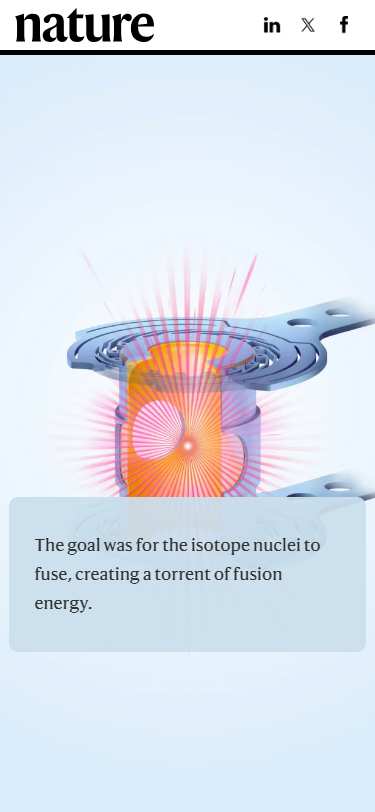 nature
The goal was for the isotope nuclei to
fuse, creating a torrent of fusion
energy.